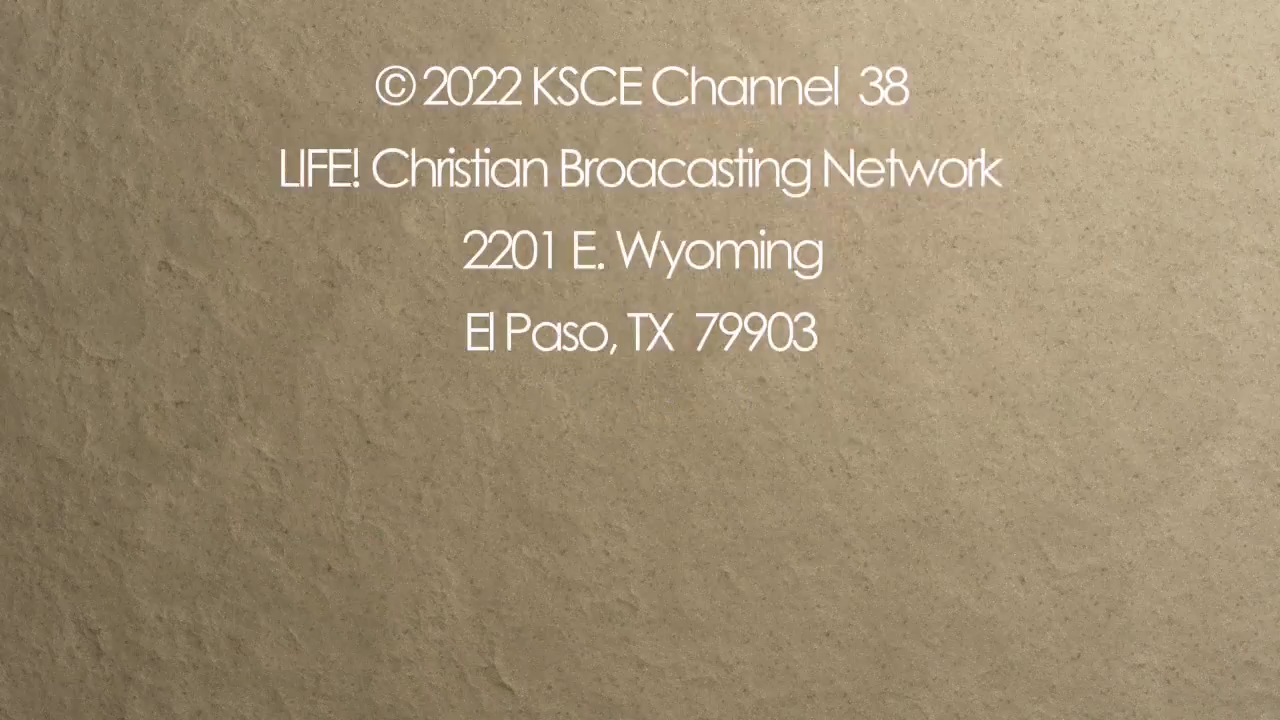 © 2022 KSCE Channel 38
LIFE! Christian Broacasting Network
2201 E. Wyoming
El Paso, TX 79903